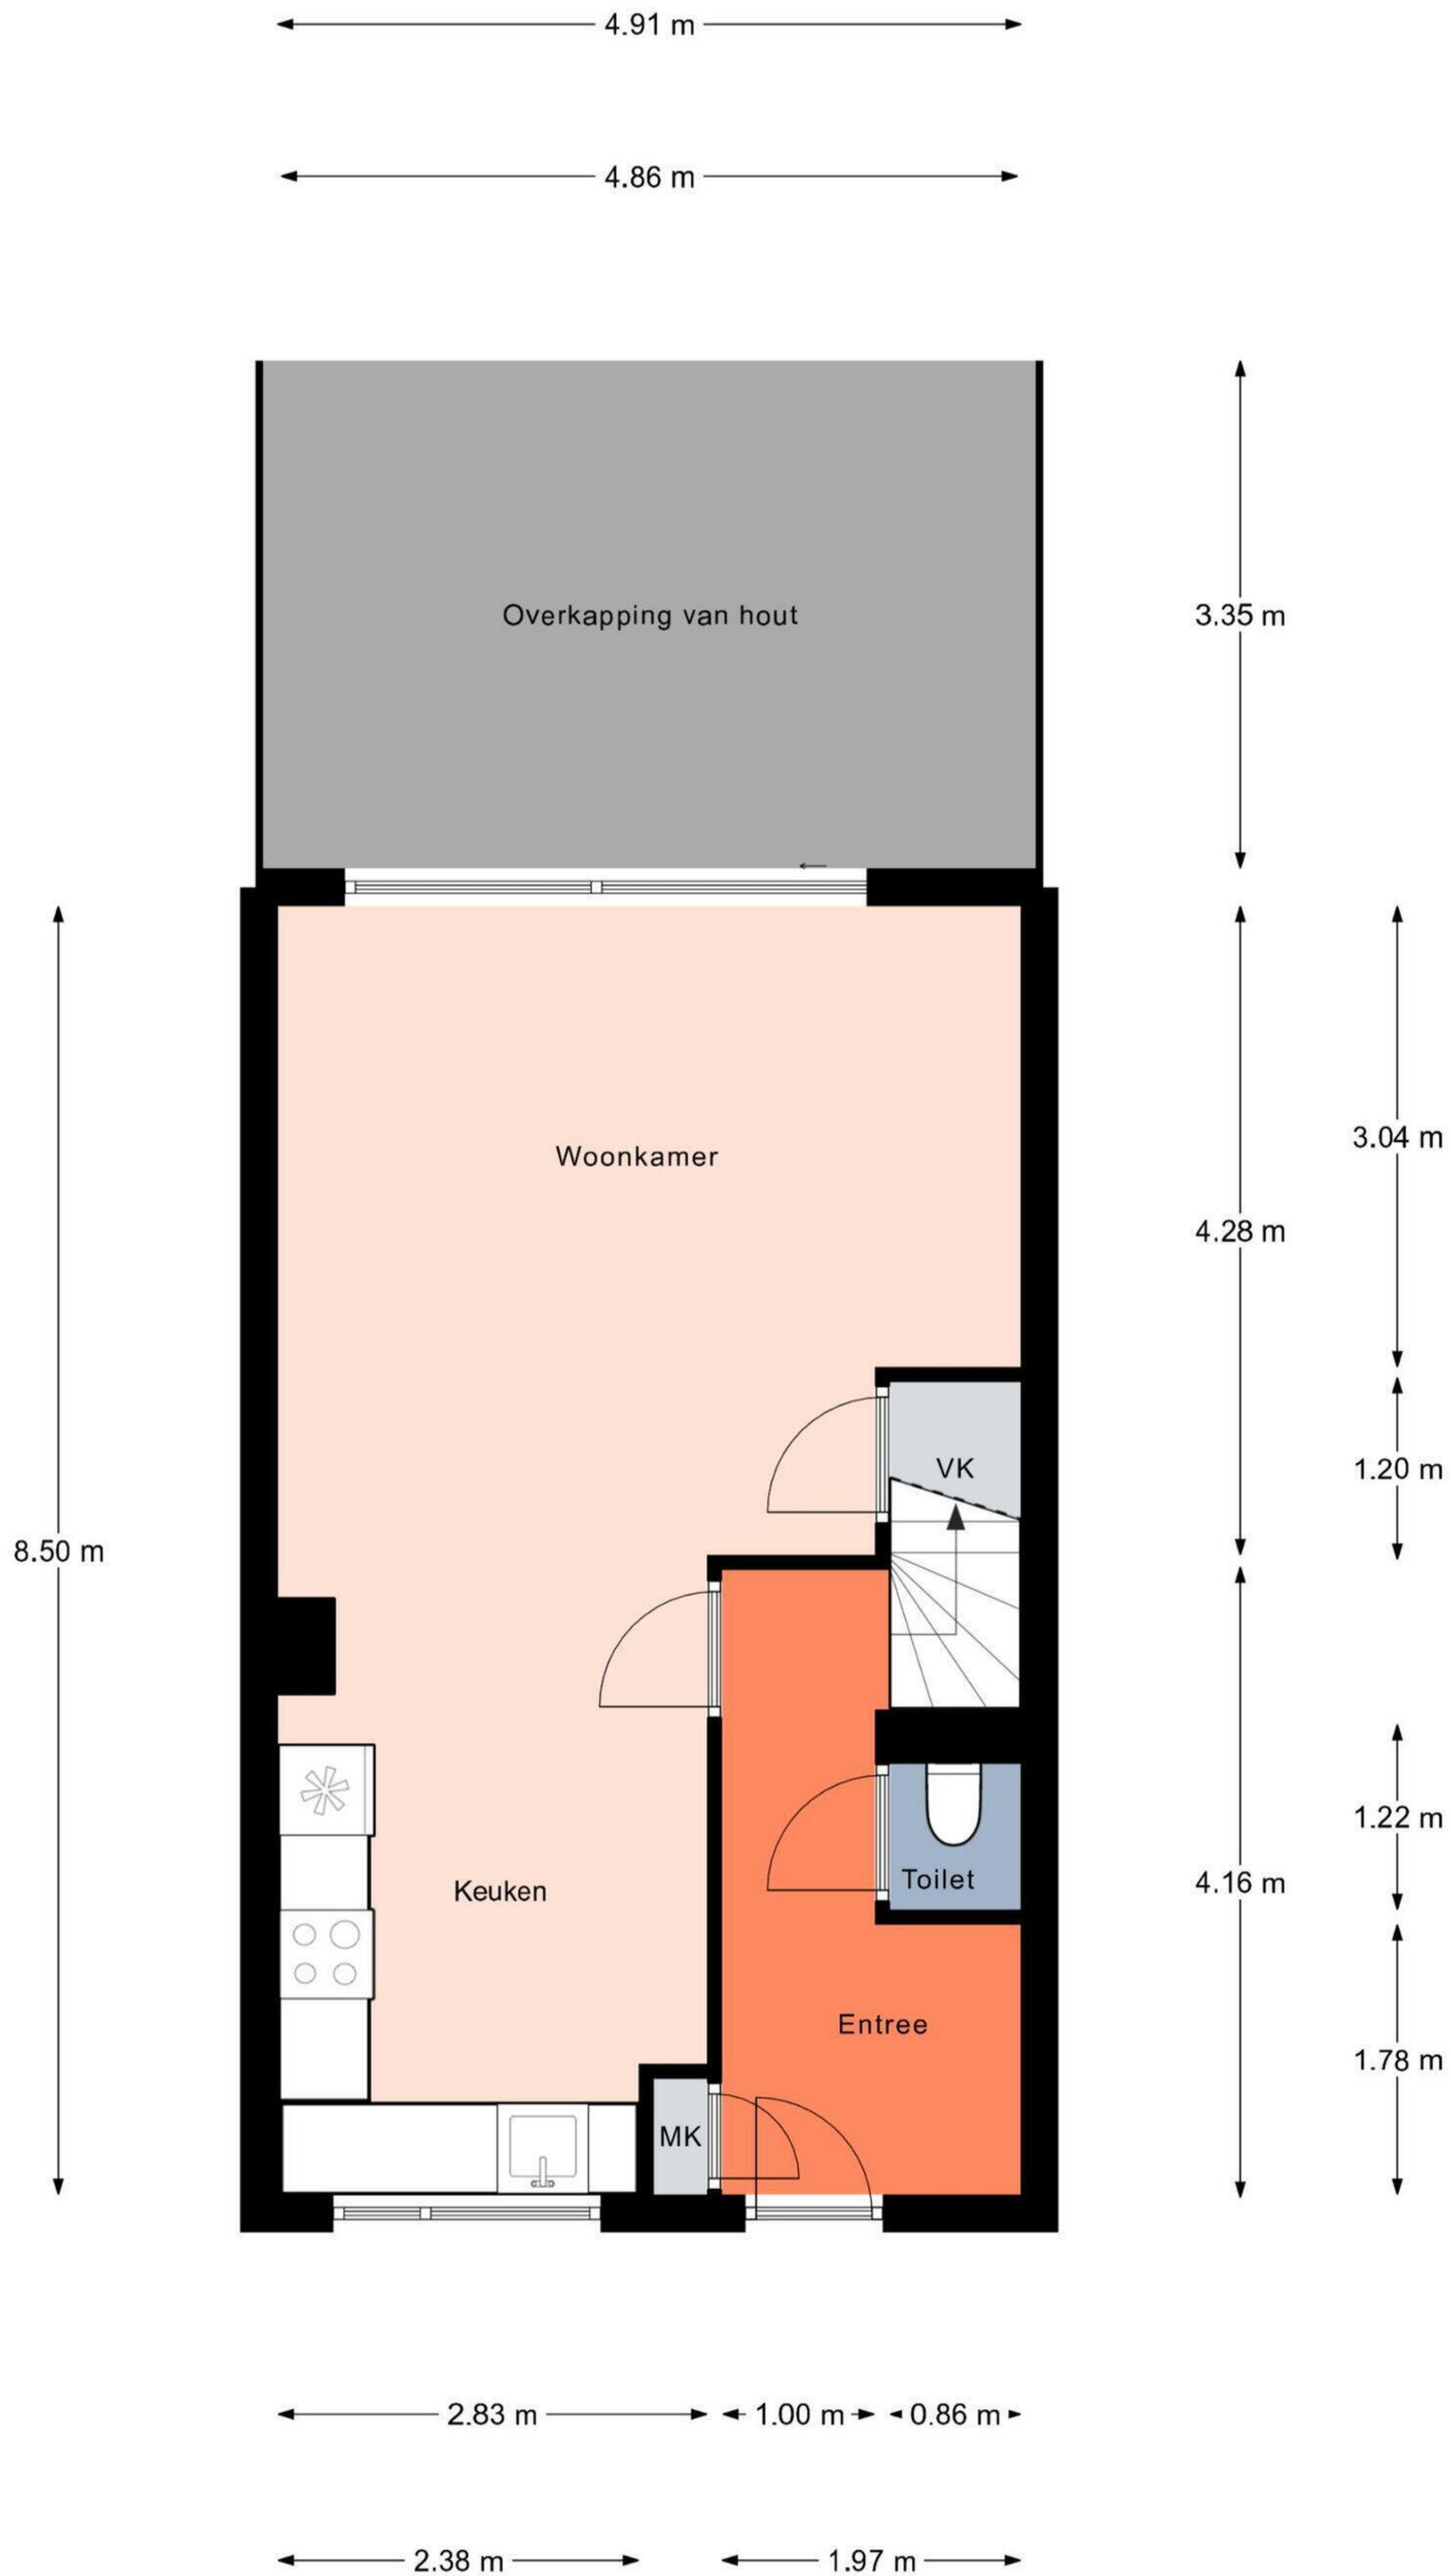 4.91 m
4.86 m
Overkapping van hout
3.35 m
Woonkamer
3.04 m
4.28 m
VK
1.20 m
8.50 m
1.22 m
Toilet
4.16 m
Keuken
Entree
1.78 m
MK
2.83 m
1.00 m
0.86 m
2.38 m
1.97 m